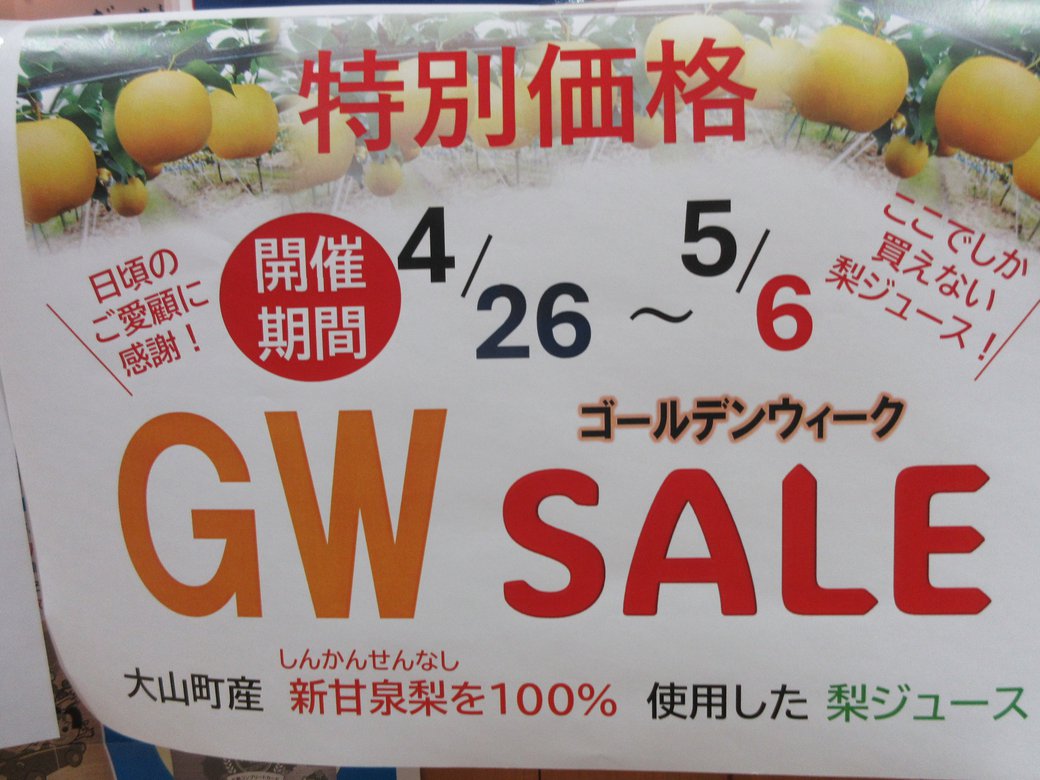 特別価格
日頃の
ご愛顧に
感謝！
開催
期間
4/26～5/6
ここでしか
買えない
梨ジュース！
GW
ゴールデンウィーク
SALE
しんかんせんなし
大山町産 新甘泉梨を100% 使用した 梨ジュース